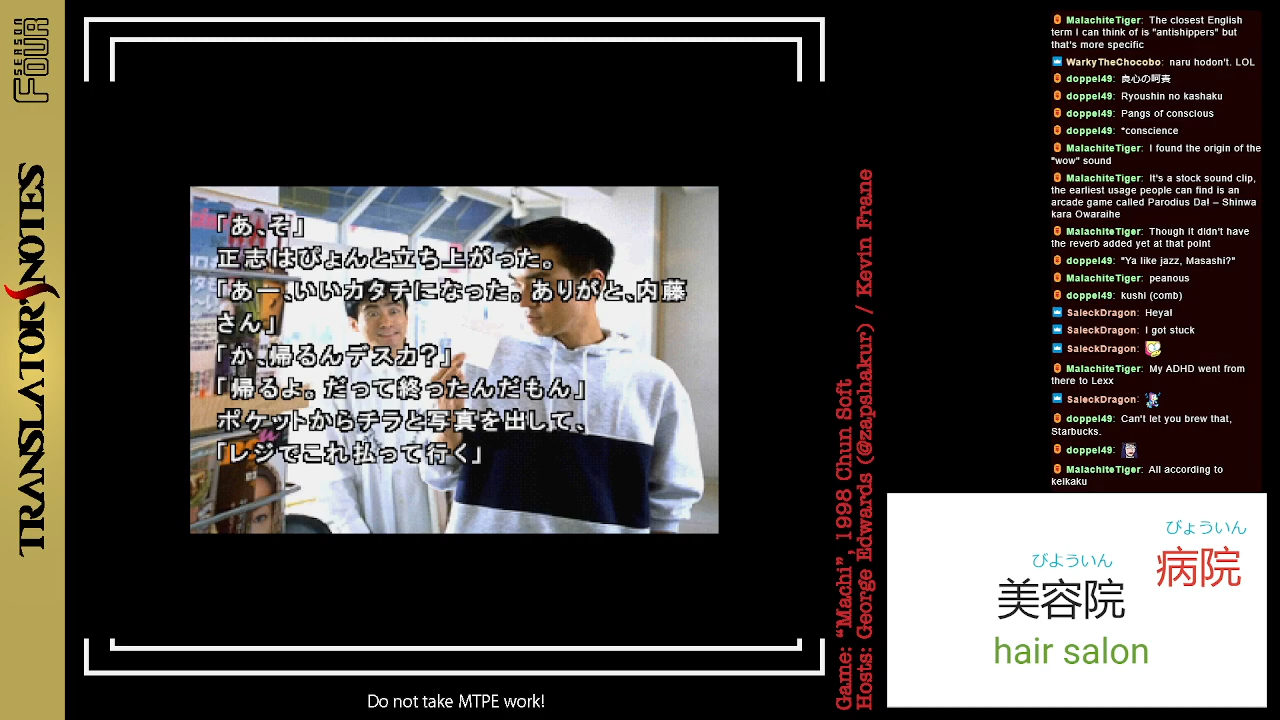 SEASON
FOUR
TRANSLATOR'S NOTES
「あ、そ」
正志はぴょんと立ち上がった。
「あー、いいカタチになった。ありがと、内藤
さん」
「か、帰るんデスカ？」
「帰るよ。だって終ったんだもん」
ポケットからチラと写真を出して、
「レジでこれ払って行く」
Do not take MTPE work!
Game: "Machi", 1998 Chun Soft
Hosts: George Edwards (@zapshakur) / Kevin Frane
MalachiteTiger: The closest English
term I can think of is "antishippers" but
that's more specific
WarkyTheChocobo: naru hodon't. LOL
doppel49: 良心の呵責
doppel49: Ryoushin no kashaku
doppel49: Pangs of conscious
doppel49: *conscience
MalachiteTiger: I found the origin of the
"wow" sound
MalachiteTiger: It's a stock sound clip,
the earliest usage people can find is an
arcade game called Parodius Da! – Shinwa
kara Owaraihe
MalachiteTiger: Though it didn't have
the reverb added yet at that point
doppel49: "Ya like jazz, Masashi?"
MalachiteTiger: peanous
doppel49: kushi (comb)
SaleckDragon: Heya!
SaleckDragon: I got stuck
SaleckDragon:
MalachiteTiger: My ADHD went from
there to Lexx
SaleckDragon:
doppel49: Can't let you brew that,
Starbucks.
doppel49:
MalachiteTiger: All according to
keikaku
びょういん
病院
びよういん
美容院
hair salon